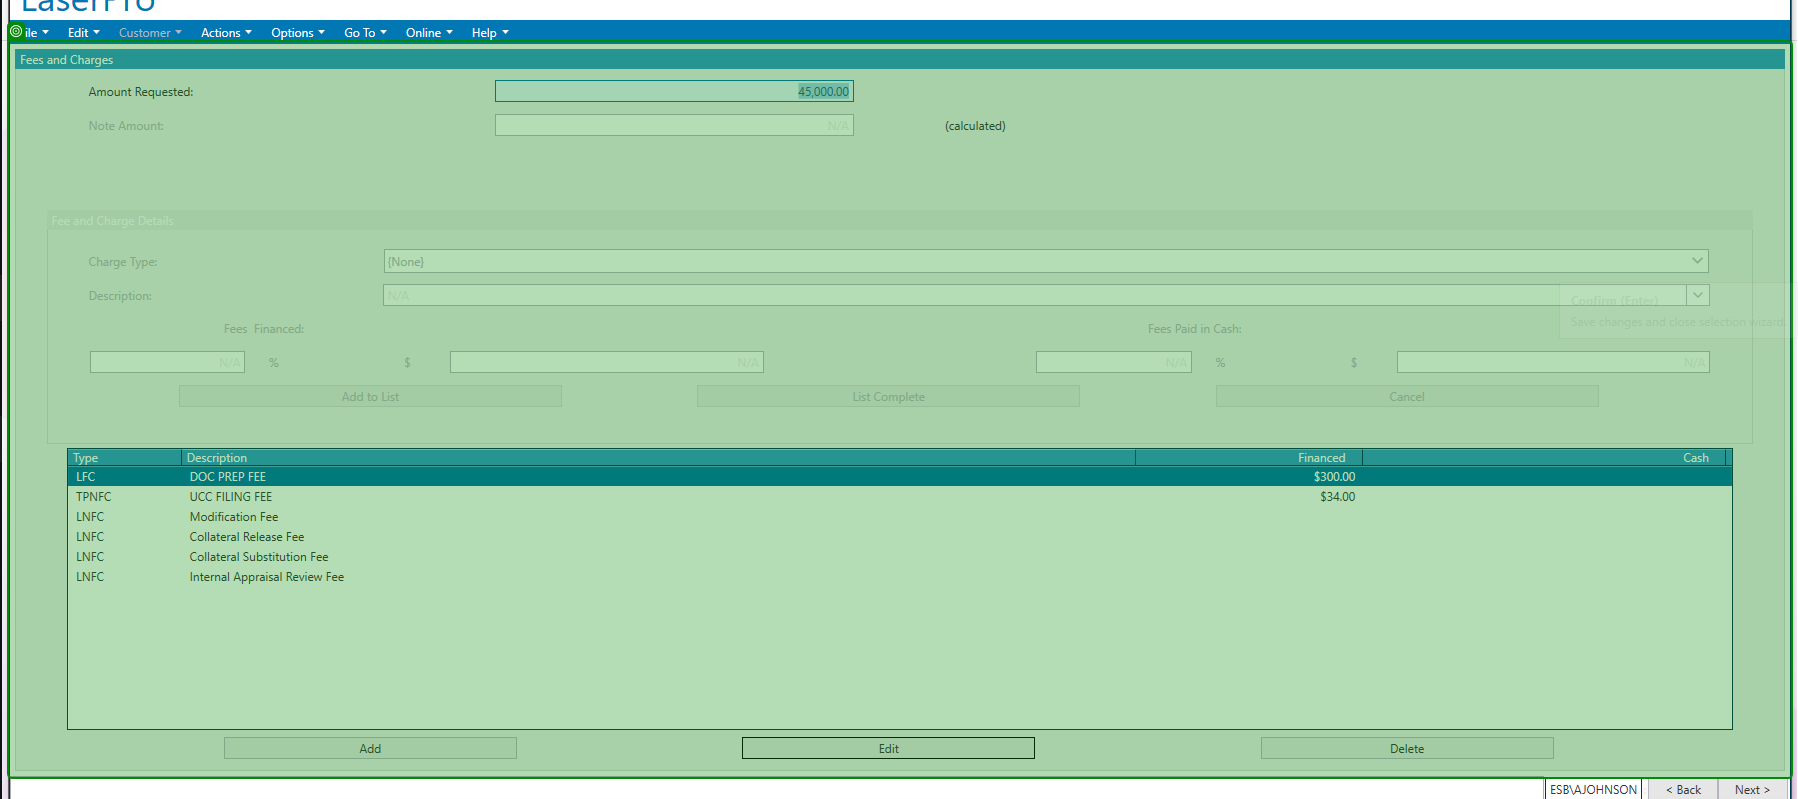 LaserPro
ile Edit Customer Actions Options Go To Online Help
Fees and Charges
Amount Requested: 45,000.00
Note Amount: N/A (calculated)
Fee and Charge Details
Charge Type: {None}
Description: N/A
Confirm (Enter)
Save changes and close selection wizard.
Fees Financed: Fees Paid in Cash:
N/A % $ N/A N/A % $ N/A
Add to List List Complete Cancel
Type Description Financed Cash
LFC DOC PREP FEE $300.00
TPNFC UCC FILING FEE $34.00
LNFC Modification Fee
LNFC Collateral Release Fee
LNFC Collateral Substitution Fee
LNFC Internal Appraisal Review Fee
Add Edit Delete
ESB\AJOHNSON < Back Next >